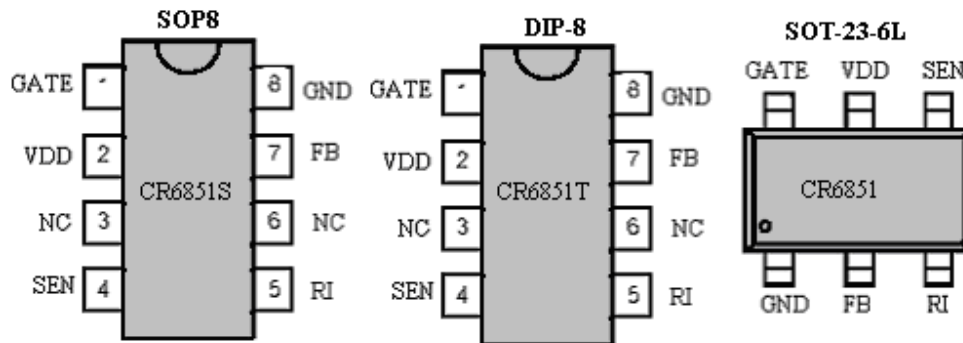 SOP8
GATE 1 8 GND
VDD 2 7 FB
CR6851S
NC 3 6 NC
SEN 4 5 RI
DIP-8
GATE 1 8 GND
VDD 2 7 FB
CR6851T
NC 3 6 NC
SEN 4 5 RI
SOT-23-6L
GATE VDD SEN
CR6851
GND FB RI